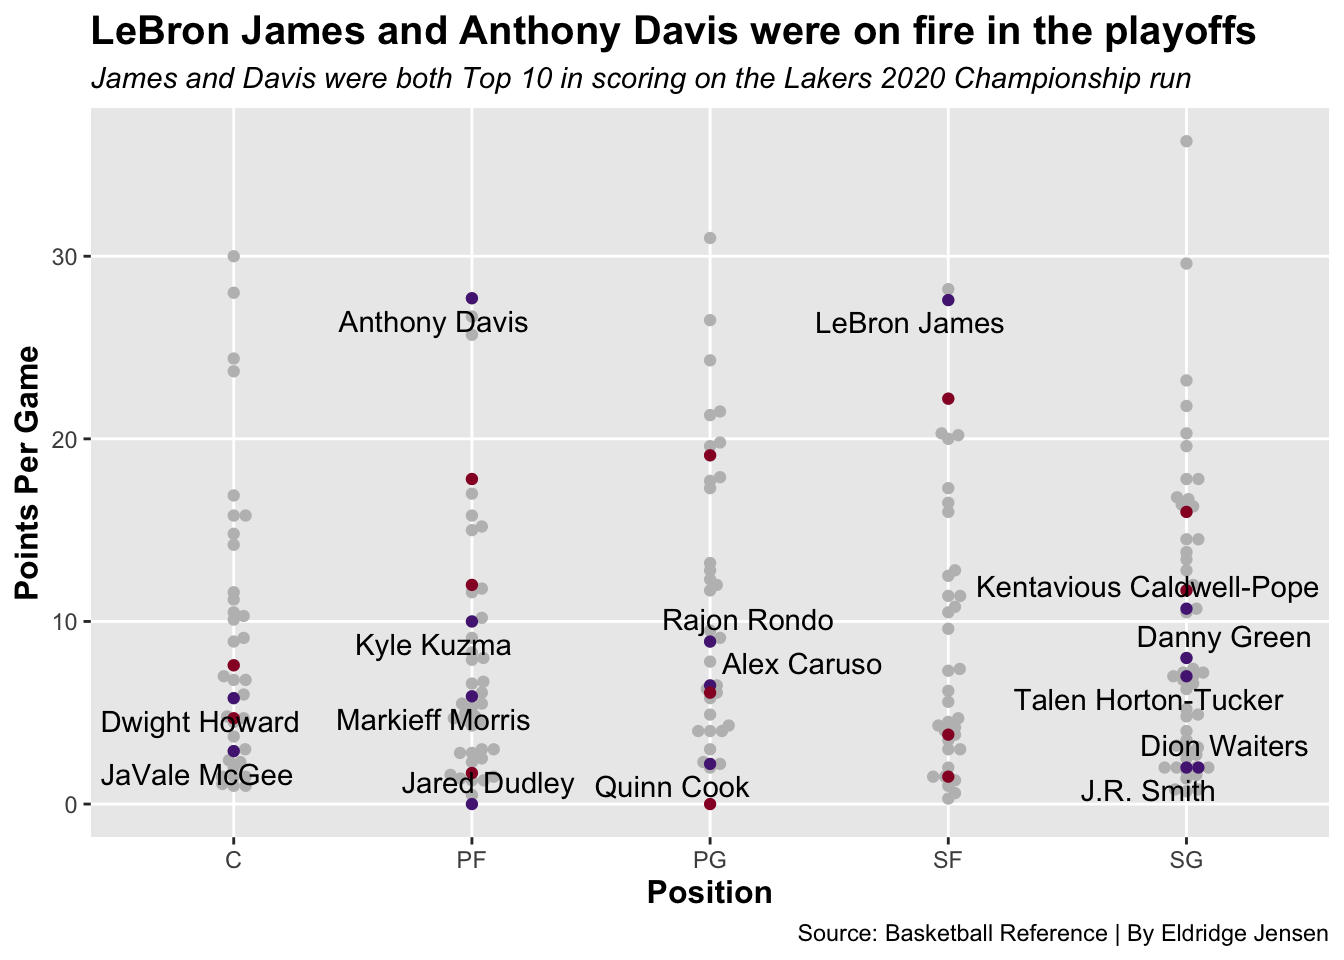 LeBron James and Anthony Davis were on fire in the playoffs
James and Davis were both Top 10 in scoring on the Lakers 2020 Championship run
Points Per Game
30
20
10
0
Anthony Davis
LeBron James
Kentavious Caldwell-Pope
Rajon Rondo
Danny Green
Kyle Kuzma
Alex Caruso
Talen Horton-Tucker
Dwight Howard
Markieff Morris
Dion Waiters
JaVale McGee
Jared Dudley
Quinn Cook
J.R. Smith
C
PF
PG
SF
SG
Position
Source: Basketball Reference | By Eldridge Jensen